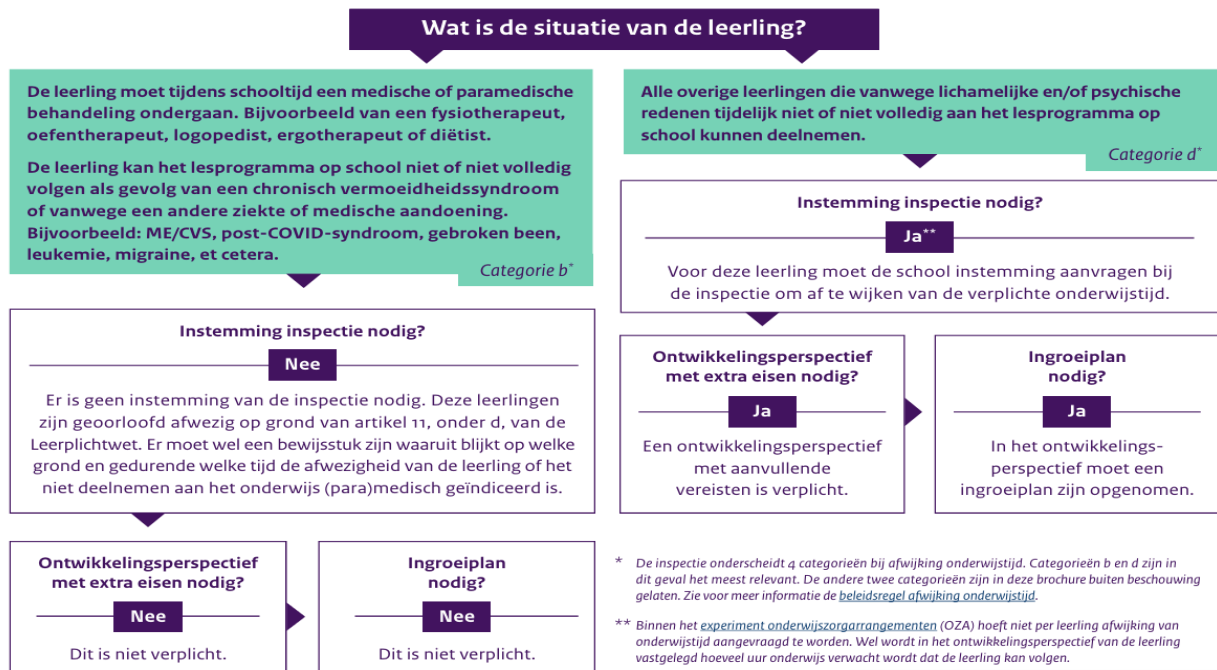 Wat is de situatie van de leerling?
De leerling moet tijdens schooltijd een medische of paramedische
behandeling ondergaan. Bijvoorbeeld van een fysiotherapeut,
oefentherapeut, logopedist, ergotherapeut of diëtist.
De leerling kan het lesprogramma op school niet of niet volledig
volgen als gevolg van een chronisch vermoeidheidssyndroom
of vanwege een andere ziekte of medische aandoening.
Bijvoorbeeld: ME/CVS, post-COVID-syndroom, gebroken been,
leukemie, migraine, et cetera.
Categorie b*
Instemming inspectie nodig?
Nee
Er is geen instemming van de inspectie nodig. Deze leerlingen
zijn geoorloofd afwezig op grond van artikel 11, onder d, van de
Leerplichtwet. Er moet wel een bewijsstuk zijn waaruit blijkt op welke
grond en gedurende welke tijd de afwezigheid van de leerling of het
niet deelnemen aan het onderwijs (para)medisch geïndiceerd is.
Ontwikkelingsperspectief
met extra eisen nodig?
Nee
Dit is niet verplicht.
Ingroeiplan
nodig?
Nee
Dit is niet verplicht.
Alle overige leerlingen die vanwege lichamelijke en/of psychische
redenen tijdelijk niet of niet volledig aan het lesprogramma op
school kunnen deelnemen.
Categorie d*
Instemming inspectie nodig?
Ja**
Voor deze leerling moet de school instemming aanvragen bij
de inspectie om af te wijken van de verplichte onderwijstijd.
Ontwikkelingsperspectief
met extra eisen nodig?
Ja
Een ontwikkelingsperspectief
met aanvullende
vereisten is verplicht.
Ingroeiplan
nodig?
Ja
In het ontwikkelings-
perspectief moet een
ingroeiplan zijn opgenomen.
* De inspectie onderscheidt 4 categorieën bij afwijking onderwijstijd. Categorieën b en d zijn in
dit geval het meest relevant. De andere twee categorieën zijn in deze brochure buiten beschouwing
gelaten. Zie voor meer informatie de beleidsregel afwijking onderwijstijd.
** Binnen het experiment onderwijszorgarrangementen (OZA) hoeft niet per leerling afwijking van
onderwijstijd aangevraagd te worden. Wel wordt in het ontwikkelingsperspectief van de leerling
vastgelegd hoeveel uur onderwijs verwacht wordt dat de leerling kan volgen.